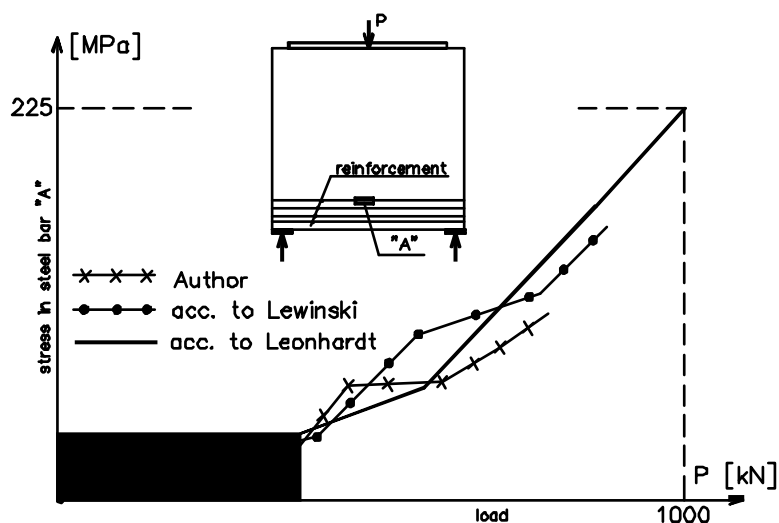 P
[MPa]
225
reinforcement
"A"
stress in steel bar "A"
Author
acc. to Lewinski
acc. to Leonhardt
P [kN]
load
1000